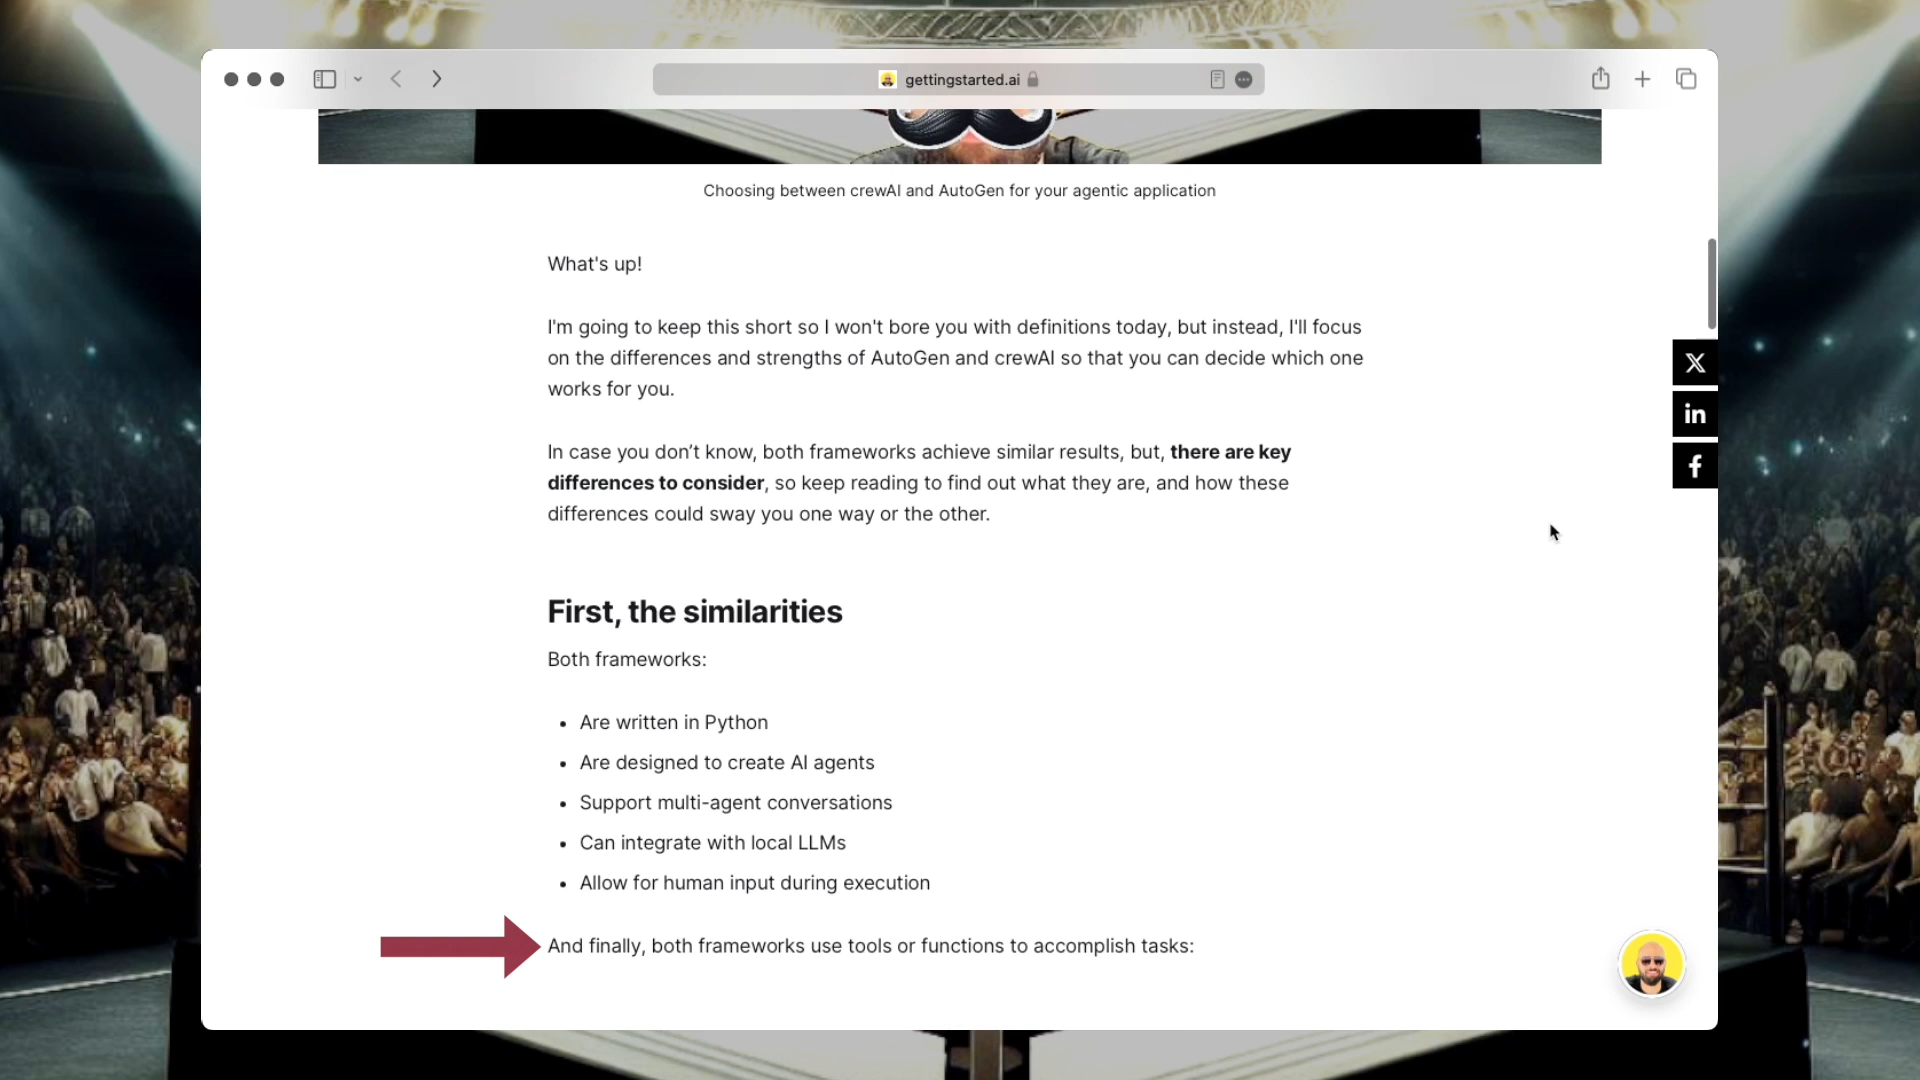 gettingstarted.ai
Choosing between crewAI and AutoGen for your agentic application
What's up!
I'm going to keep this short so I won't bore you with definitions today, but instead, I'll focus
on the differences and strengths of AutoGen and crewAI so that you can decide which one
works for you.
In case you don’t know, both frameworks achieve similar results, but, there are key
differences to consider, so keep reading to find out what they are, and how these
differences could sway you one way or the other.
First, the similarities
Both frameworks:
• Are written in Python
• Are designed to create AI agents
• Support multi-agent conversations
• Can integrate with local LLMs
• Allow for human input during execution
And finally, both frameworks use tools or functions to accomplish tasks: